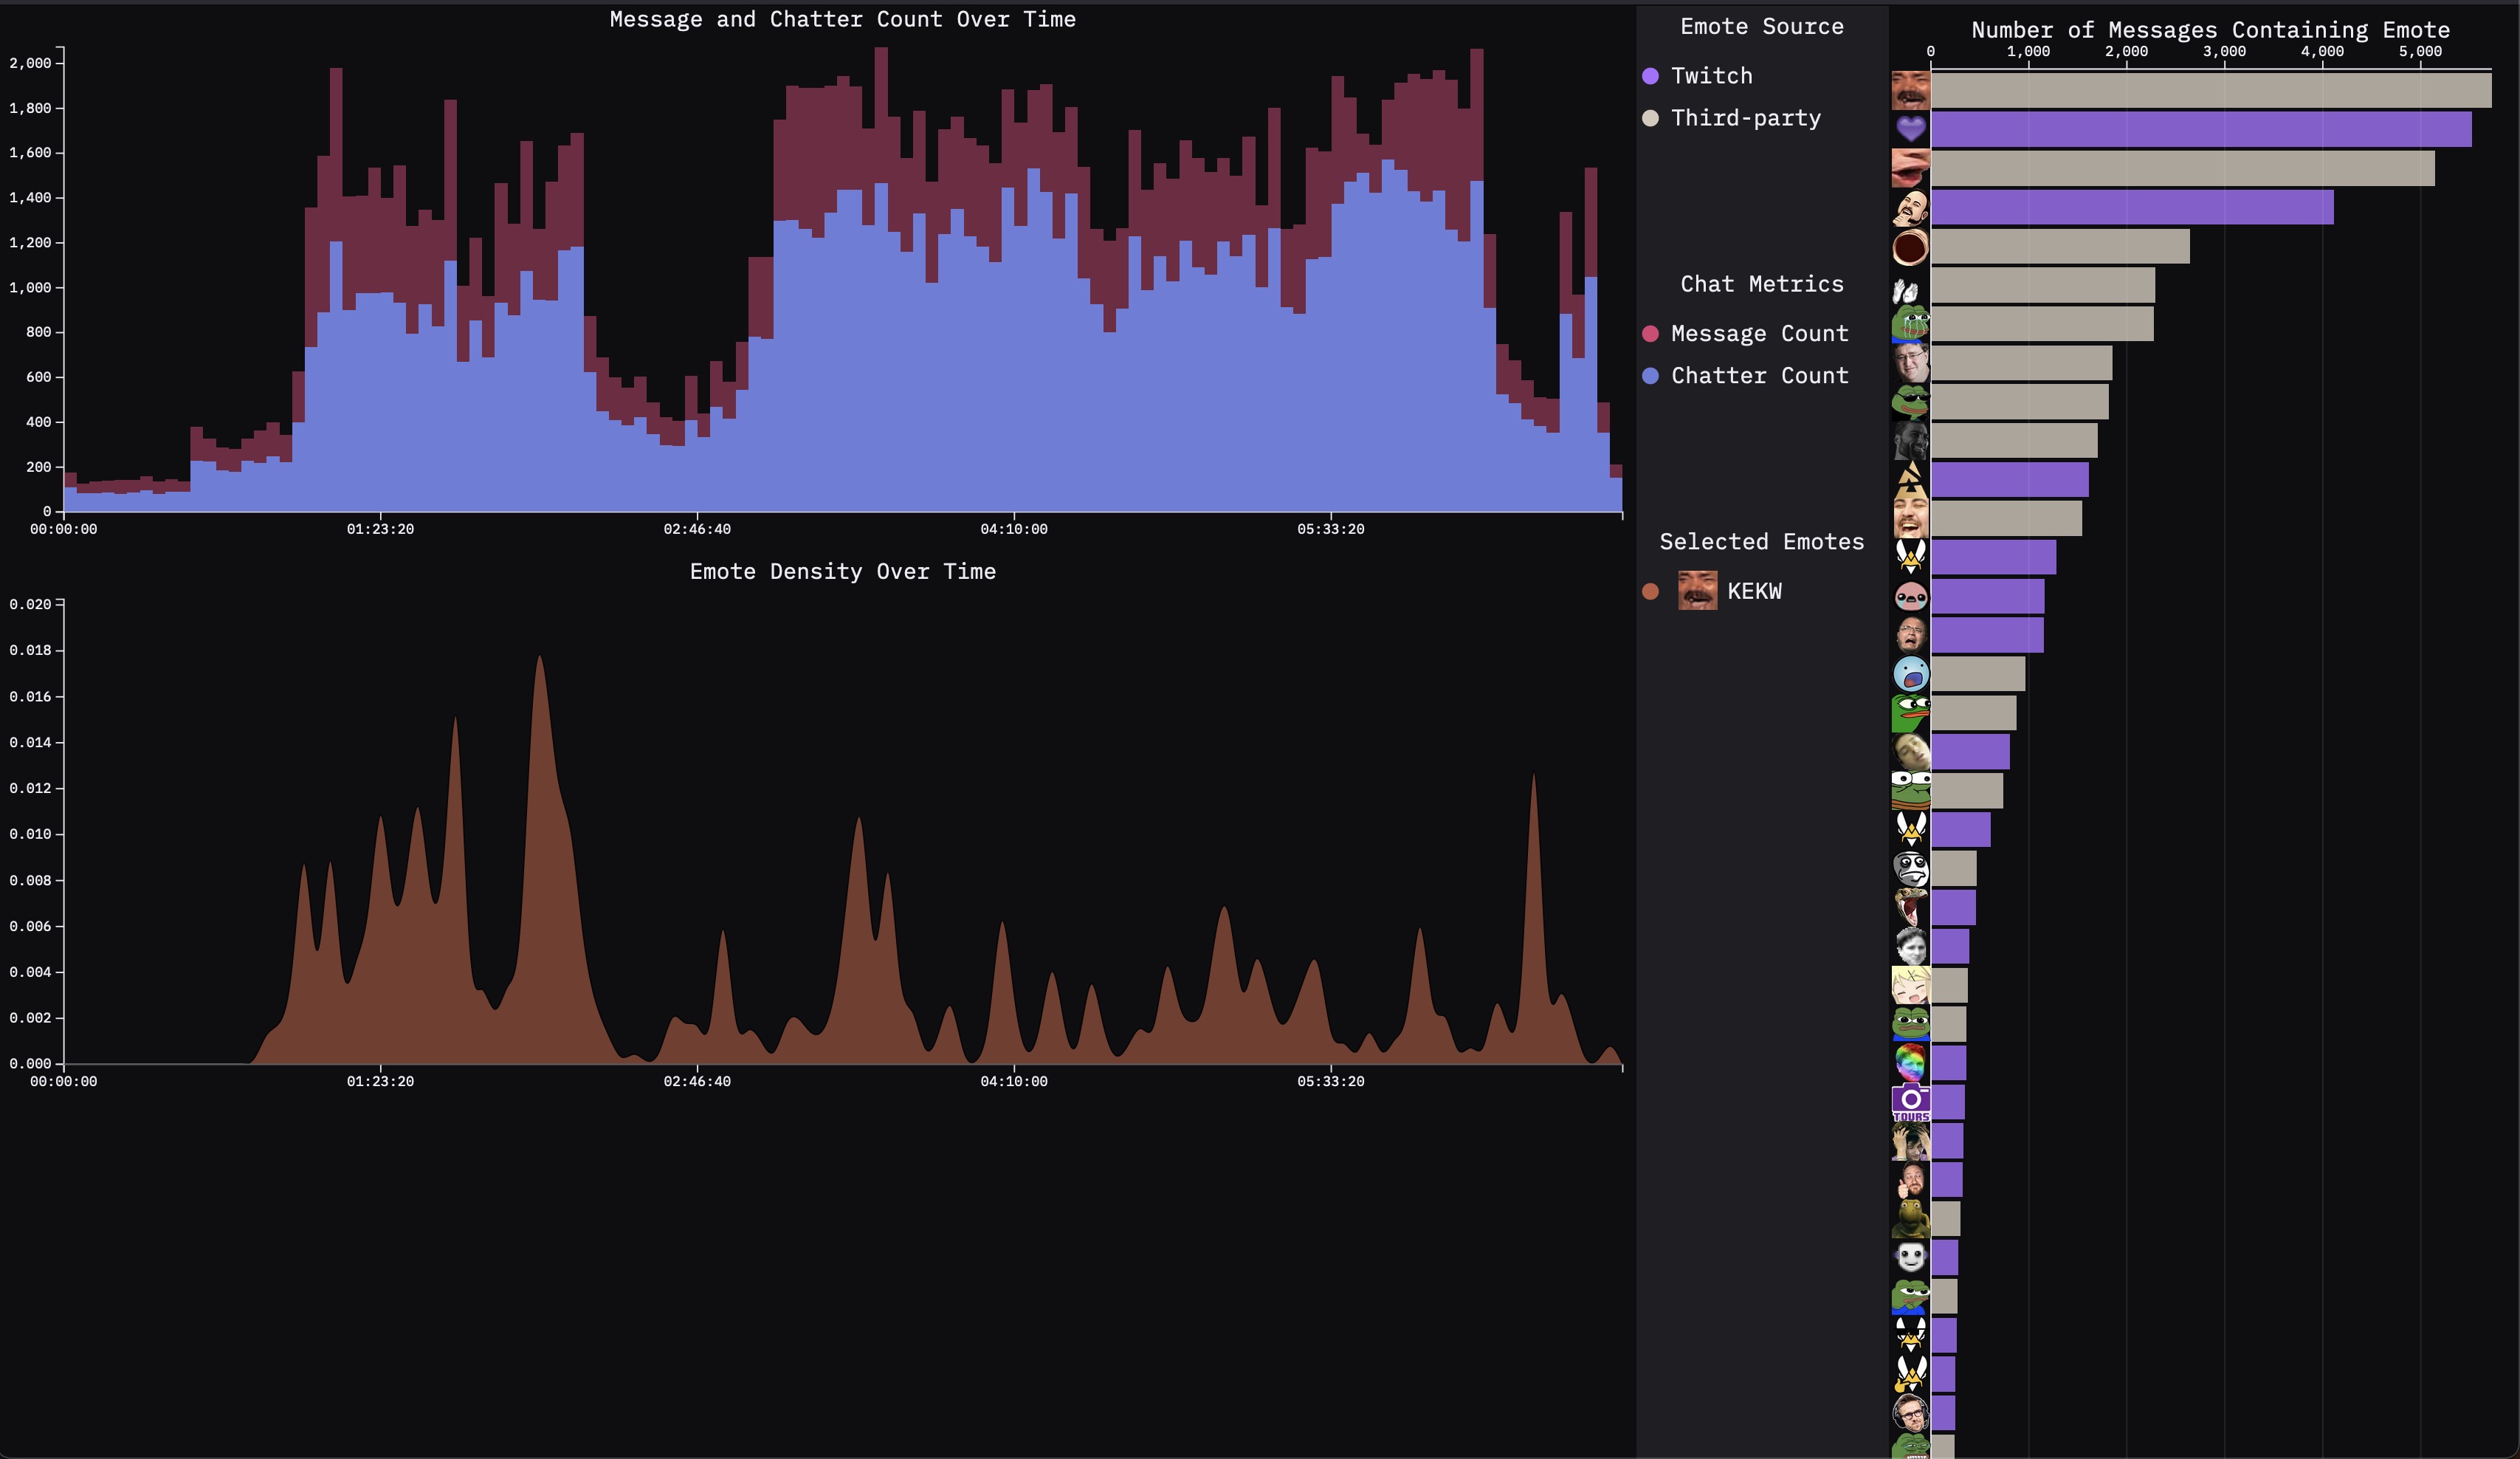 Message and Chatter Count Over Time
2,000
1,800
1,600
1,400
1,200
1,000
800
600
400
200
0
00:00:00 01:23:20 02:46:40 04:10:00 05:33:20
Emote Density Over Time
0.020
0.018
0.016
0.014
0.012
0.010
0.008
0.006
0.004
0.002
0.000
00:00:00 01:23:20 02:46:40 04:10:00 05:33:20
Emote Source
Twitch
Third-party
Chat Metrics
Message Count
Chatter Count
Selected Emotes
KEKW
Number of Messages Containing Emote
0 1,000 2,000 3,000 4,000 5,000
TOURS